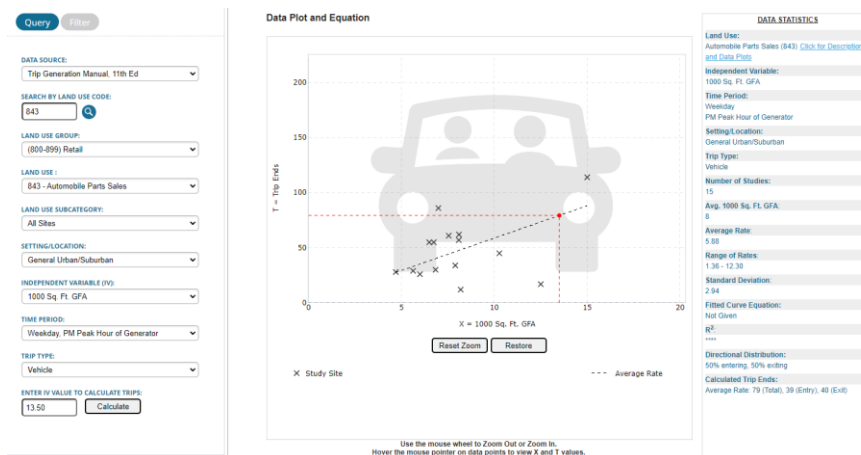 Query
Filter
DATA SOURCE:
Trip Generation Manual, 11th Ed
SEARCH BY LAND USE CODE:
843
LAND USE GROUP:
(800-899) Retail
LAND USE :
843 - Automobile Parts Sales
LAND USE SUBCATEGORY:
All Sites
SETTING/LOCATION:
General Urban/Suburban
INDEPENDENT VARIABLE (IV):
1000 Sq. Ft. GFA
TIME PERIOD:
Weekday, PM Peak Hour of Generator
TRIP TYPE:
Vehicle
ENTER IV VALUE TO CALCULATE TRIPS:
13.50
Calculate
Data Plot and Equation
200
150
100
50
0
T = Trip Ends
0 5 10 15 20
X = 1000 Sq. Ft. GFA
Reset Zoom
Restore
X Study Site
--- Average Rate
Use the mouse wheel to Zoom Out or Zoom In.
Hover the mouse pointer on data points to view X and T values.
DATA STATISTICS
Land Use:
Automobile Parts Sales (843) Click for Description
and Data Plots
Independent Variable:
1000 Sq. Ft. GFA
Time Period:
Weekday
PM Peak Hour of Generator
Setting/Location:
General Urban/Suburban
Trip Type:
Vehicle
Number of Studies:
15
Avg. 1000 Sq. Ft. GFA:
8
Average Rate:
5.88
Range of Rates:
1.36 - 12.30
Standard Deviation:
2.94
Fitted Curve Equation:
Not Given
R²:
****
Directional Distribution:
50% entering, 50% exiting
Calculated Trip Ends:
Average Rate: 79 (Total), 39 (Entry), 40 (Exit)